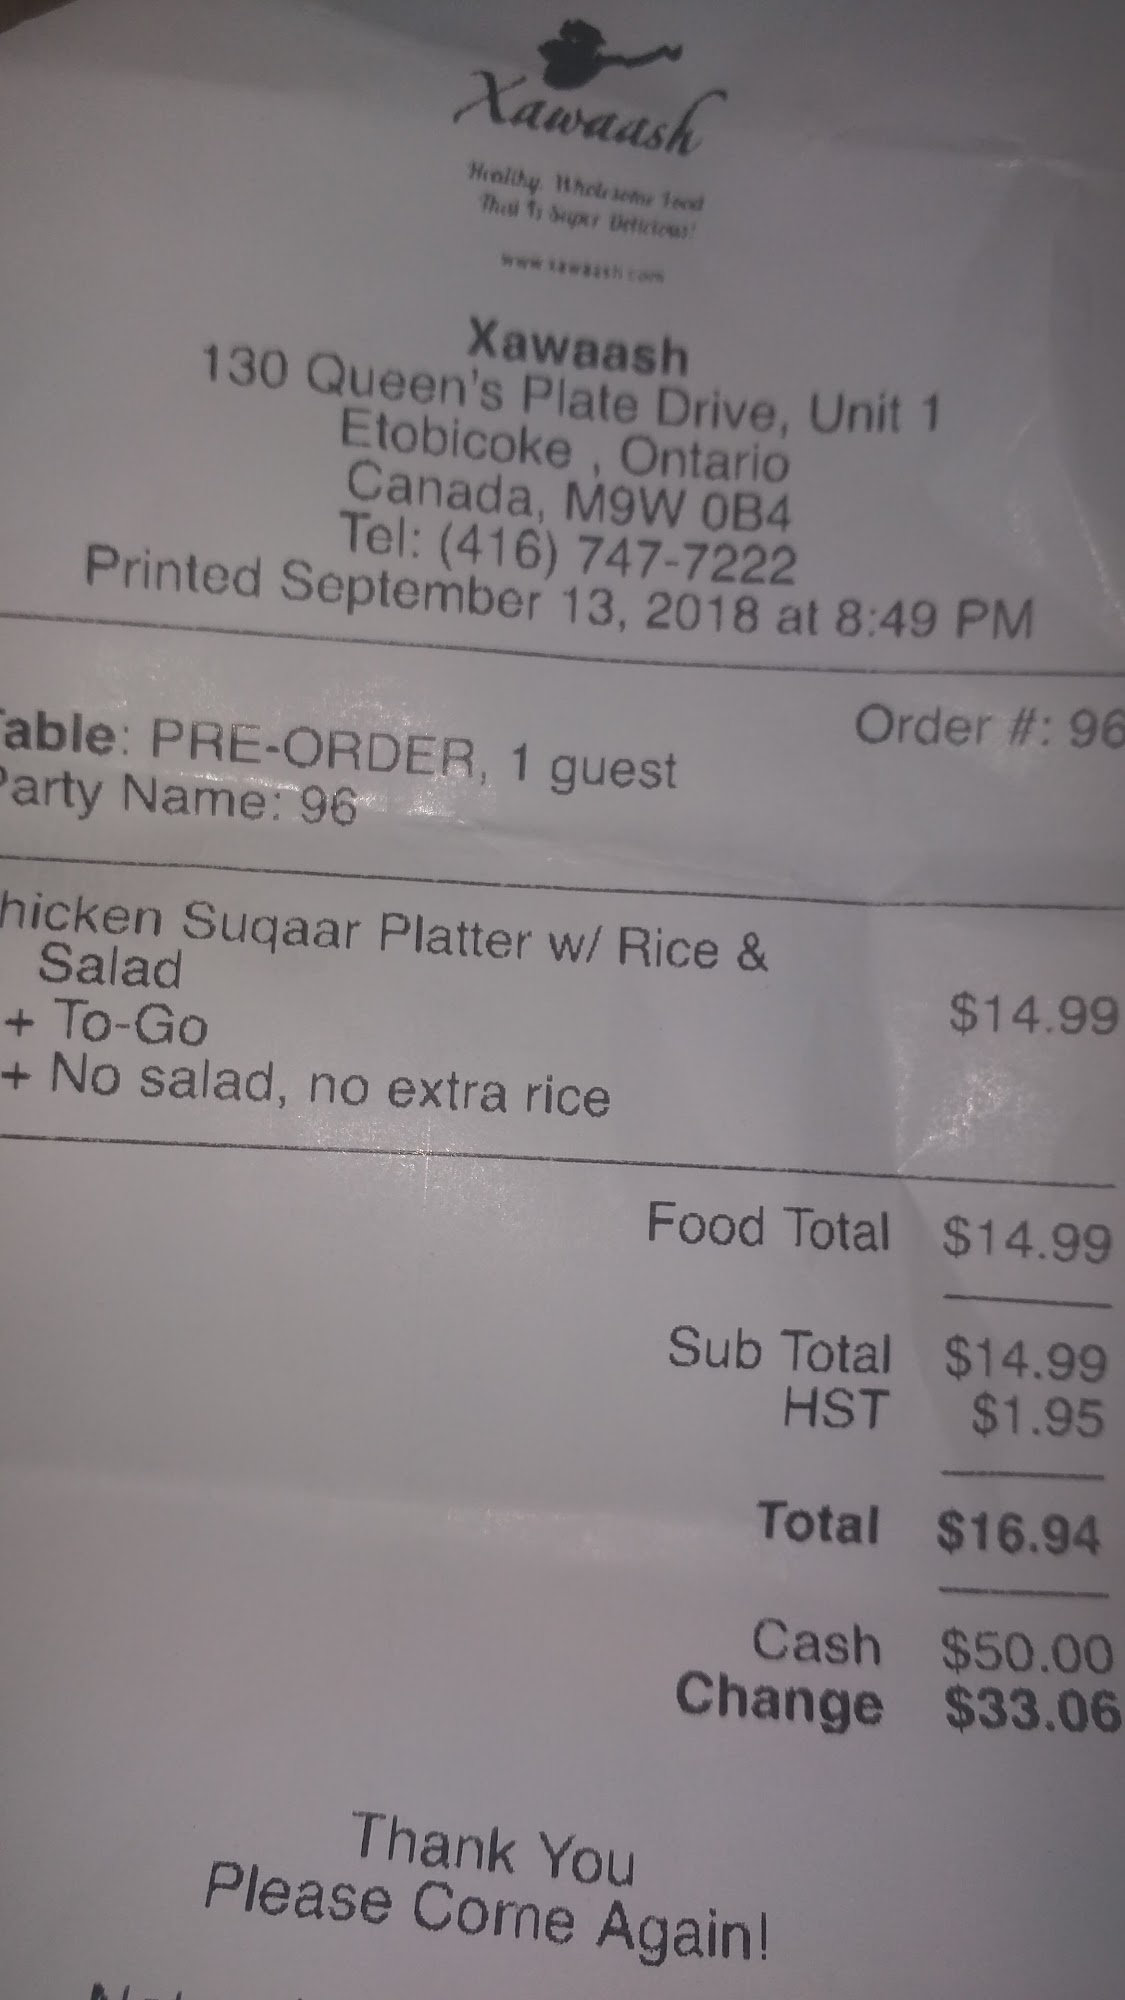 Xawaash
Healthy, Wholesome Food
That Is Super Delicious!
www.xawaash.com
Xawaash
130 Queen's Plate Drive, Unit 1
Etobicoke , Ontario
Canada, M9W 0B4
Tel: (416) 747-7222
Printed September 13, 2018 at 8:49 PM
Order #: 96
able: PRE-ORDER, 1 guest
Party Name: 96
hicken Suqaar Platter w/ Rice &
Salad
$14.99
+ To-Go
+ No salad, no extra rice
Food Total $14.99
Sub Total $14.99
HST $1.95
Total $16.94
Cash $50.00
Change $33.06
Thank You
Please Come Again!